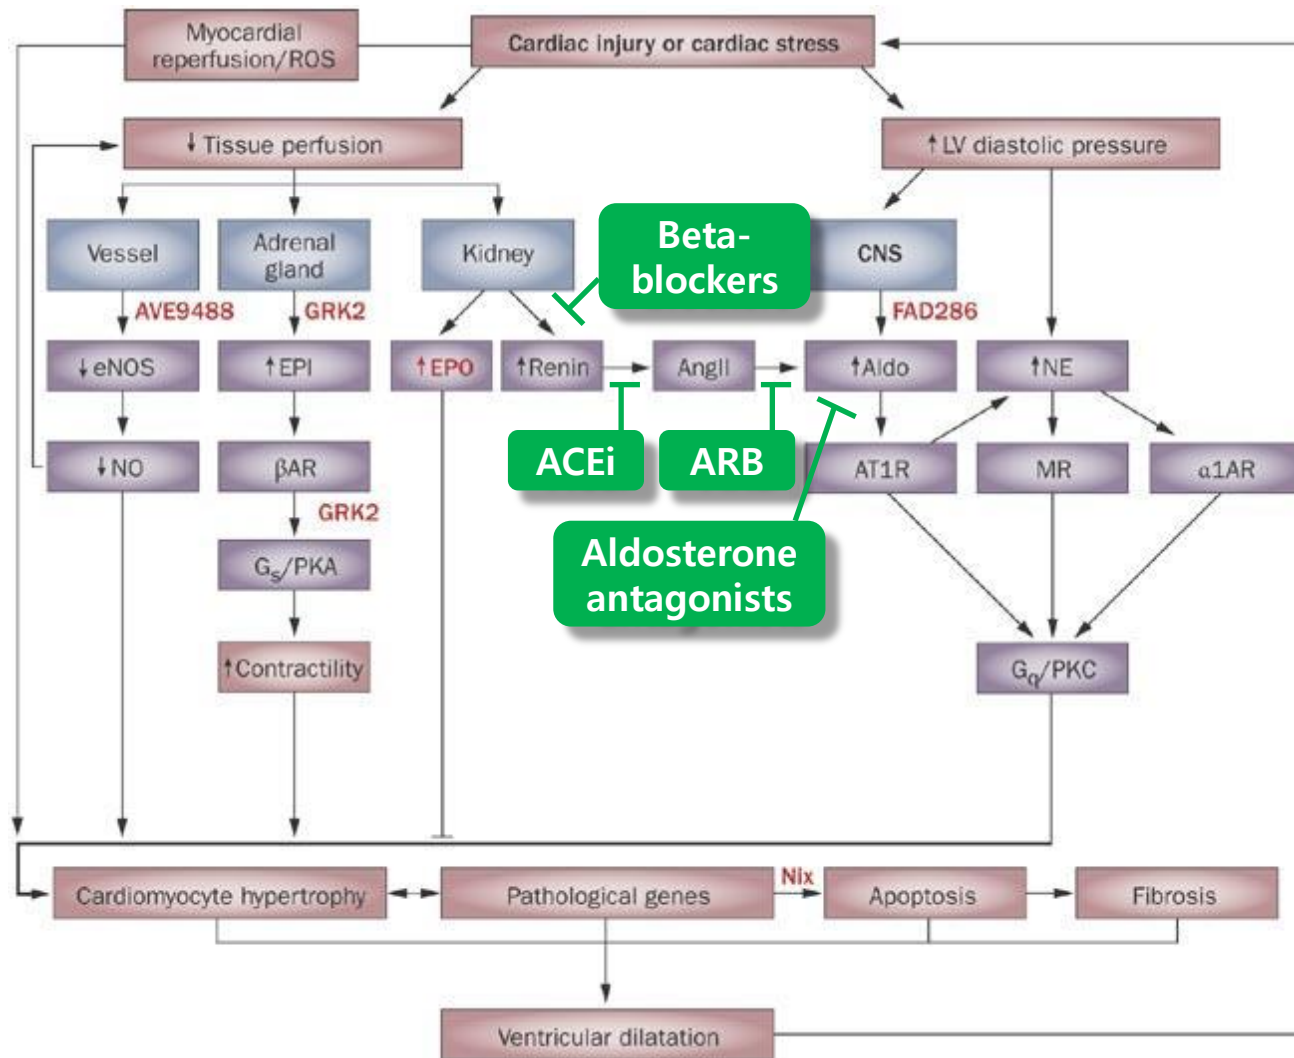 Myocardial
reperfusion/ROS
Cardiac injury or cardiac stress
↓Tissue perfusion
↑LV diastolic pressure
Vessel
Adrenal
gland
Kidney
Beta-
blockers
CNS
AVE9488
GRK2
FAD286
↓eNOS
↑EPI
↑EPO
↑Renin
AngII
↑Aldo
↑NE
ACEi
ARB
↓NO
βAR
AT1R
MR
α1AR
GRK2
Aldosterone
antagonists
Gs/PKA
↑Contractility
Gq/PKC
Cardiomyocyte hypertrophy
Pathological genes
Nix
Apoptosis
Fibrosis
Ventricular dilatation